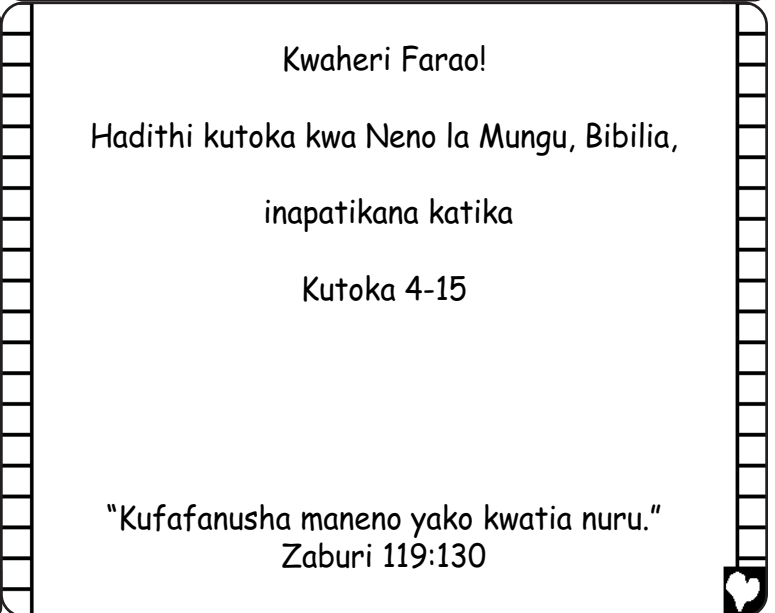 Kwaheri Farao!
Hadithi kutoka kwa Neno la Mungu, Bibilia,
inapatikana katika
Kutoka 4-15
“Kufafanusha maneno yako kwatia nuru.”
Zaburi 119:130